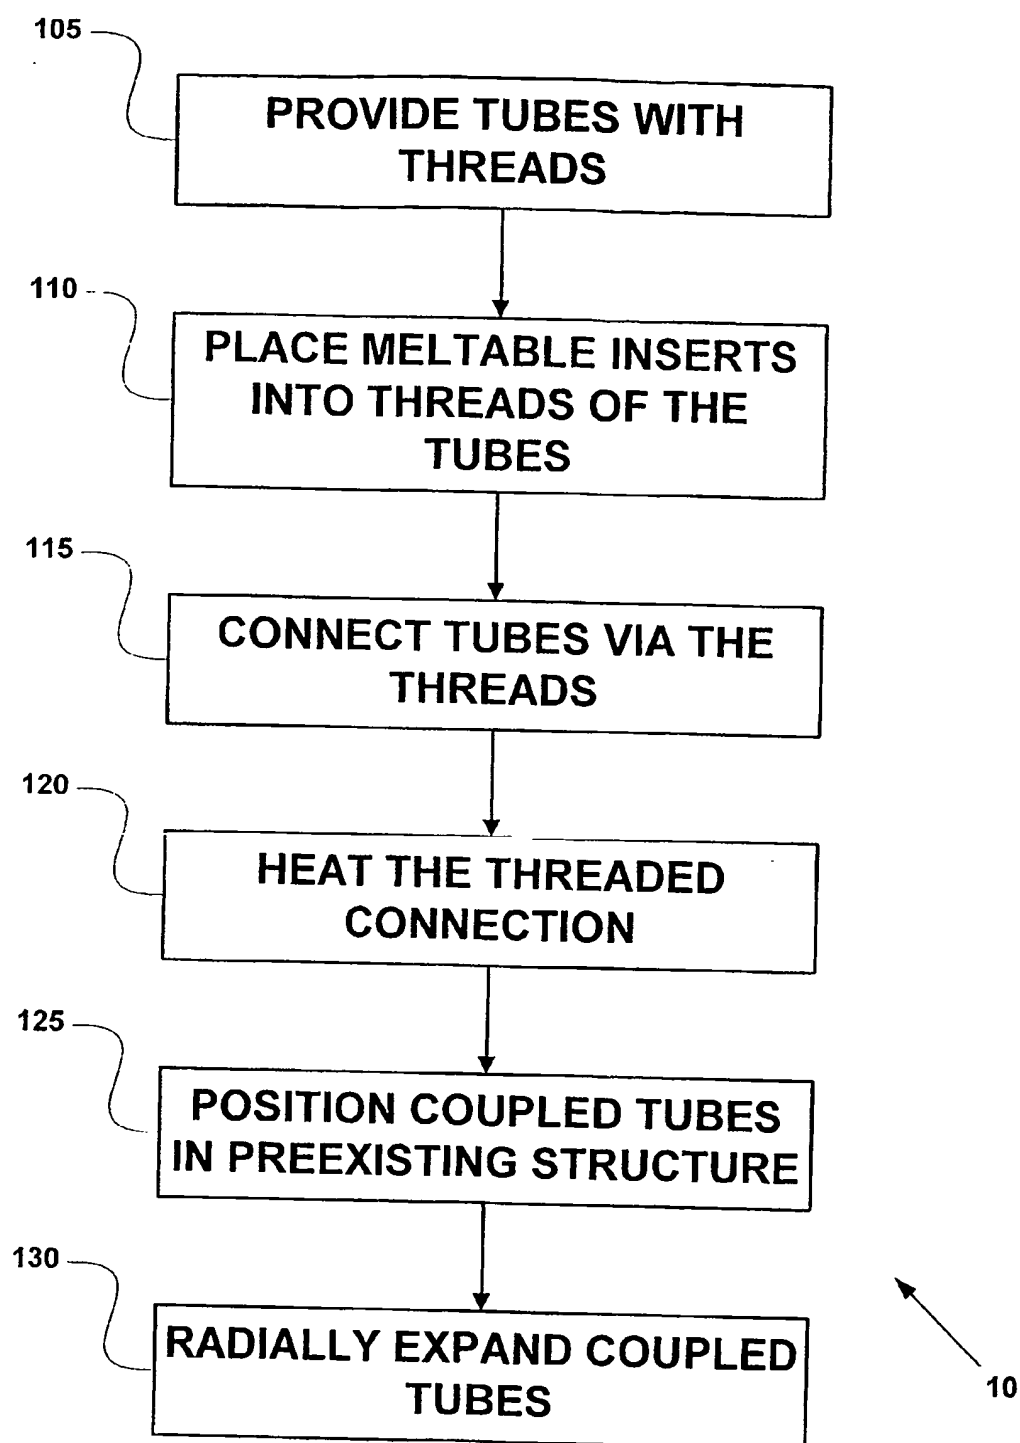 105
PROVIDE TUBES WITH
THREADS
110
PLACE MELTABLE INSERTS
INTO THREADS OF THE
TUBES
115
CONNECT TUBES VIA THE
THREADS
120
HEAT THE THREADED
CONNECTION
125
POSITION COUPLED TUBES
IN PREEXISTING STRUCTURE
130
RADIALLY EXPAND COUPLED
TUBES
10